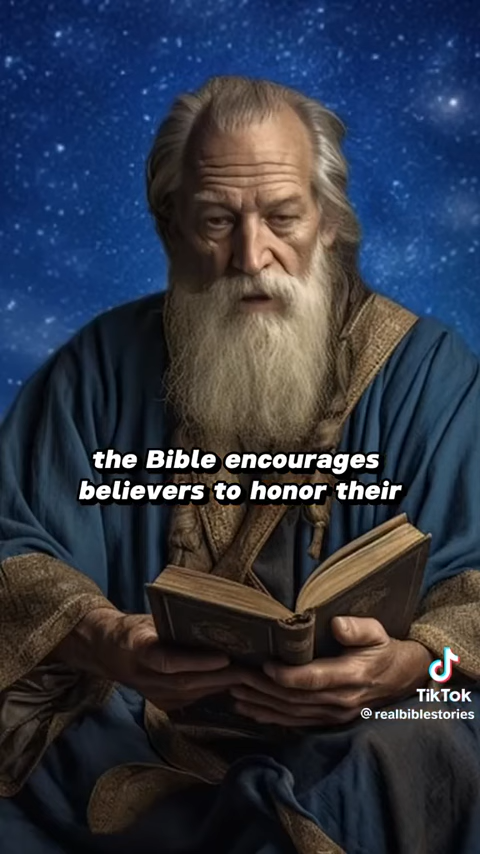 the Bible encourages
believers to honor their
TikTok
@realbiblestories